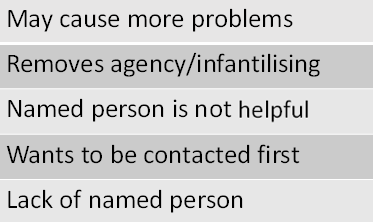 May cause more problems
Removes agency/infantilising
Named person is not helpful
Wants to be contacted first
Lack of named person